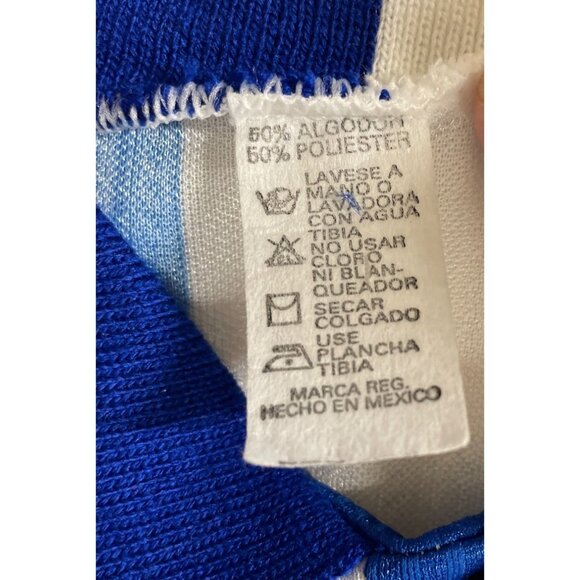 50% ALGODON
50% POLIESTER
LAVESE A
MANO O
LAVADORA
CON AGUA
TIBIA
NO USAR
CLORO
NI BLAN-
QUEADOR
SECAR
COLGADO
USE
PLANCHA
TIBIA
MARCA REG.
HECHO EN MEXICO